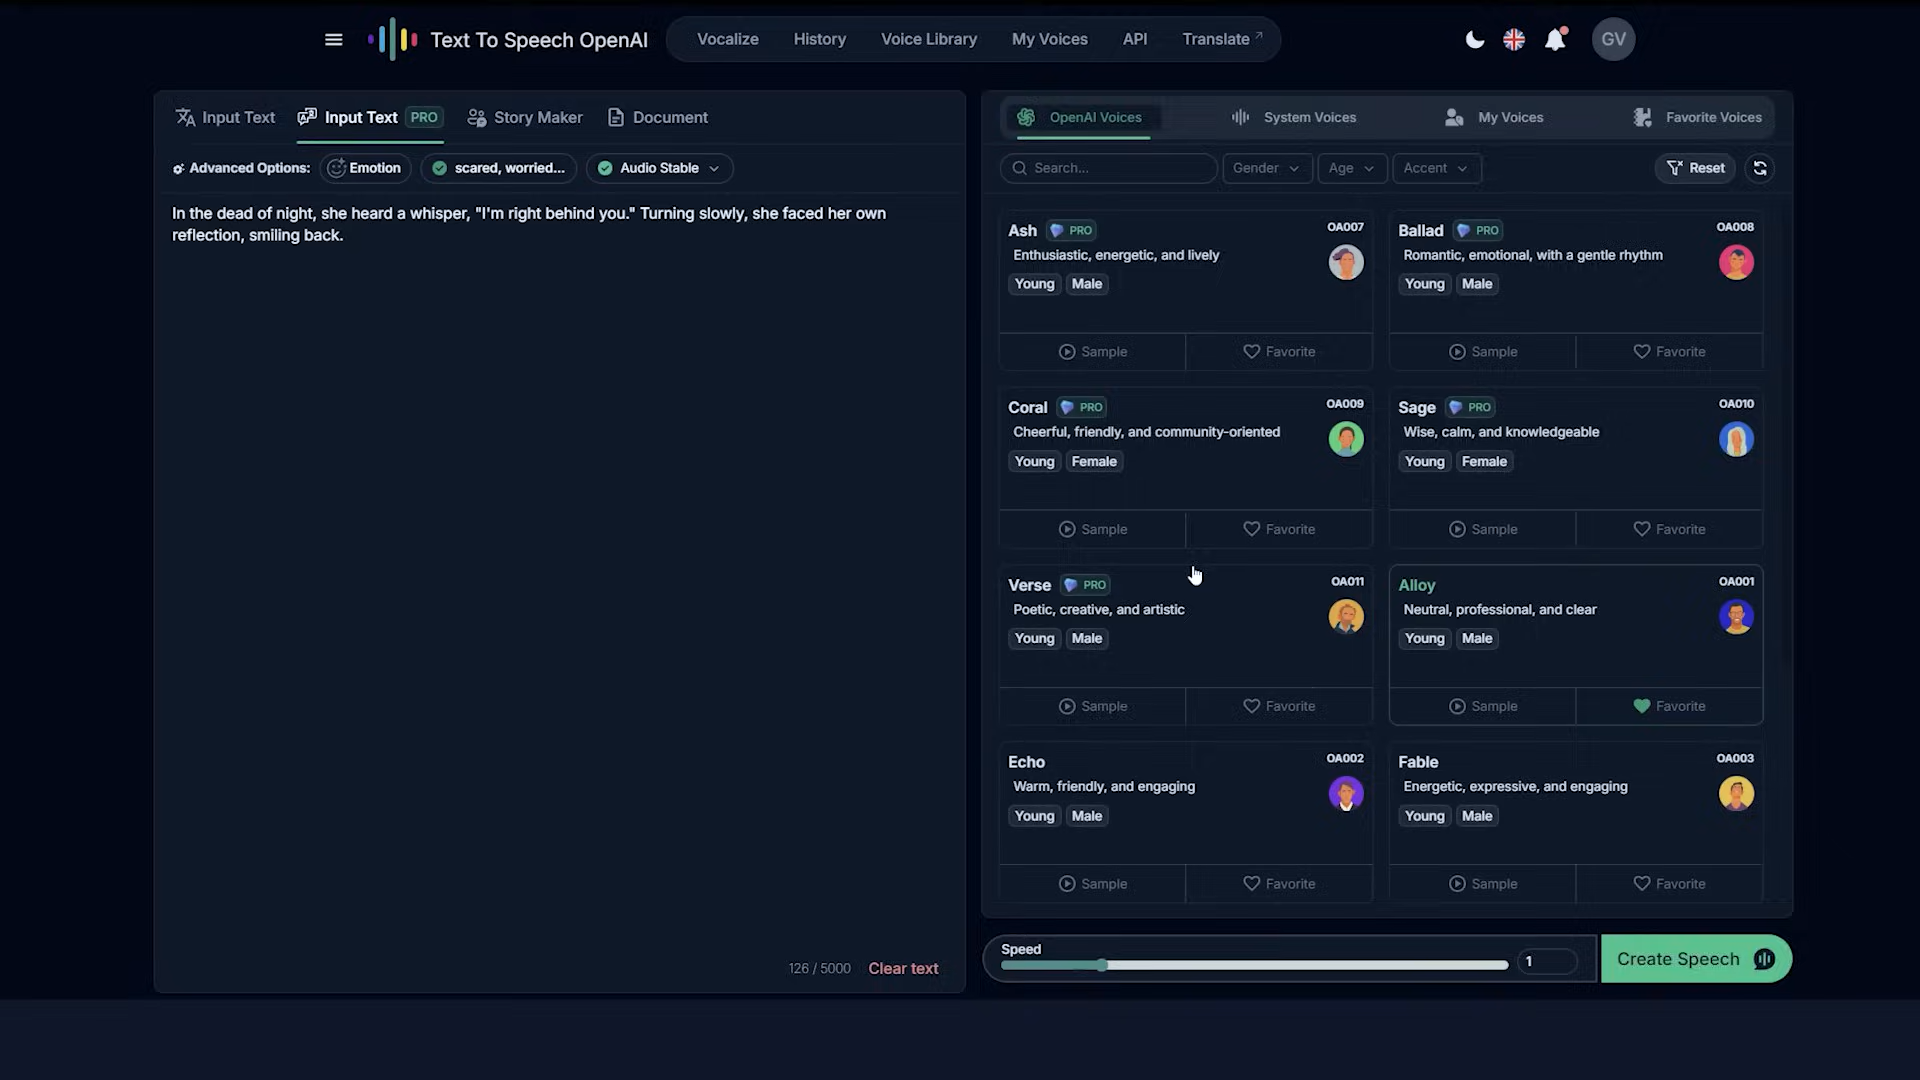 Text To Speech OpenAI
Vocalize History Voice Library My Voices API Translate
GV
Input Text Input Text PRO Story Maker Document
Advanced Options: Emotion scared, worried... Audio Stable
In the dead of night, she heard a whisper, "I'm right behind you." Turning slowly, she faced her own
reflection, smiling back.
126 / 5000 Clear text
OpenAI Voices System Voices My Voices Favorite Voices
Search... Gender Age Accent Reset
Ash PRO OA007
Enthusiastic, energetic, and lively
Young Male
Sample Favorite
Ballad PRO OA008
Romantic, emotional, with a gentle rhythm
Young Male
Sample Favorite
Coral PRO OA009
Cheerful, friendly, and community-oriented
Young Female
Sample Favorite
Sage PRO OA010
Wise, calm, and knowledgeable
Young Female
Sample Favorite
Verse PRO OA011
Poetic, creative, and artistic
Young Male
Sample Favorite
Alloy OA001
Neutral, professional, and clear
Young Male
Sample Favorite
Echo OA002
Warm, friendly, and engaging
Young Male
Sample Favorite
Fable OA003
Energetic, expressive, and engaging
Young Male
Sample Favorite
Speed
1
Create Speech